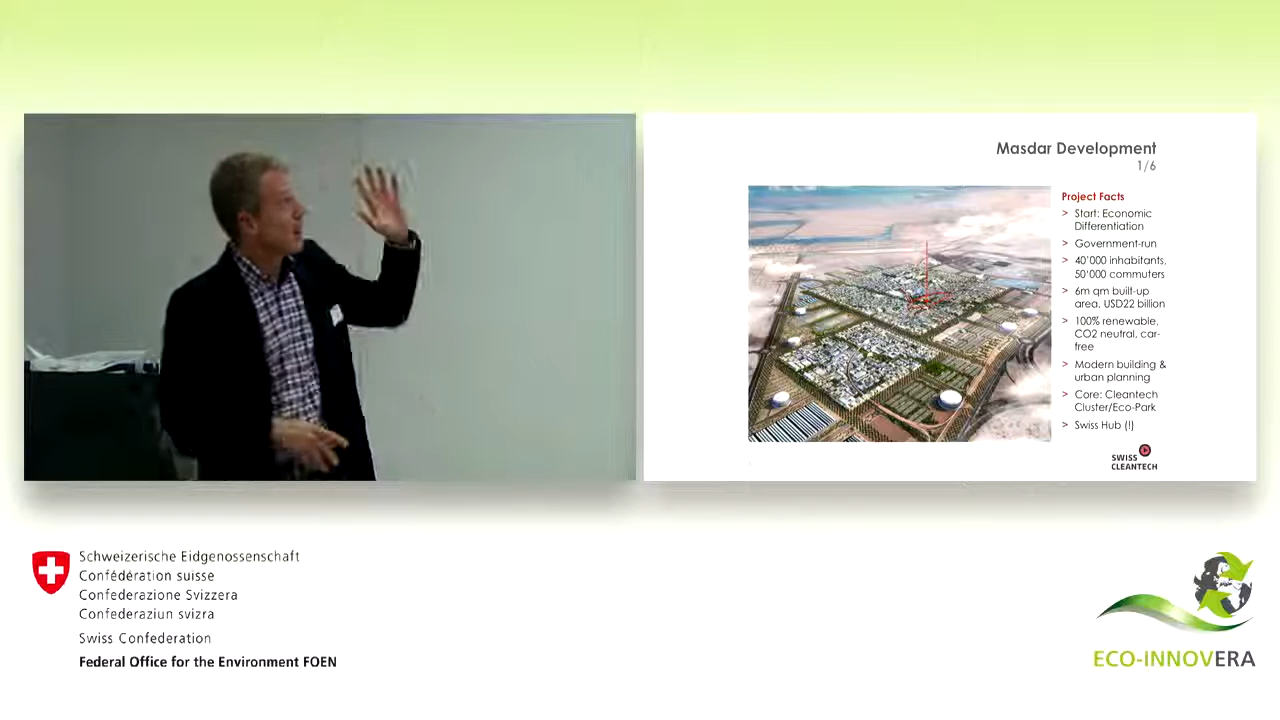 Masdar Development
1/6
Project Facts
> Start: Economic
Differentiation
> Government-run
> 40'000 inhabitants,
50'000 commuters
> 6m qm built-up
area, USD22 billion
> 100% renewable,
CO2 neutral, car-
free
> Modern building &
urban planning
> Core: Cleantech
Cluster/Eco-Park
> Swiss Hub (!)
SWISS
CLEANTECH
Schweizerische Eidgenossenschaft
Confédération suisse
Confederazione Svizzera
Confederaziun svizra
Swiss Confederation
Federal Office for the Environment FOEN
ECO-INNOVERA